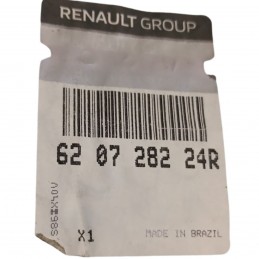 RENAULT GROUP
62 07 282 24R
X1
MADE IN BRAZIL